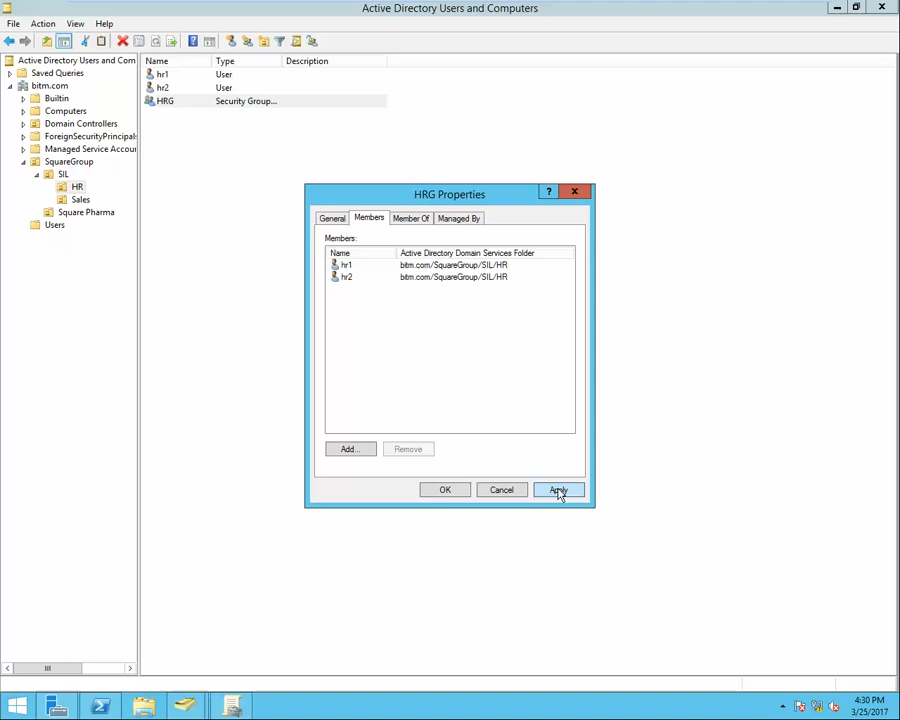 Active Directory Users and Computers
File Action View Help
Active Directory Users and Com
Saved Queries
bitm.com
Builtin
Computers
Domain Controllers
ForeignSecurityPrincipals
Managed Service Accour
SquareGroup
SIL
HR
Sales
Square Pharma
Users
Name Type Description
hr1 User
hr2 User
HRG Security Group...
HRG Properties
General Members Member Of Managed By
Members:
Name Active Directory Domain Services Folder
hr1 bitm.com/SquareGroup/SIL/HR
hr2 bitm.com/SquareGroup/SIL/HR
Add... Remove
OK Cancel Apply
4:30 PM
3/25/2017